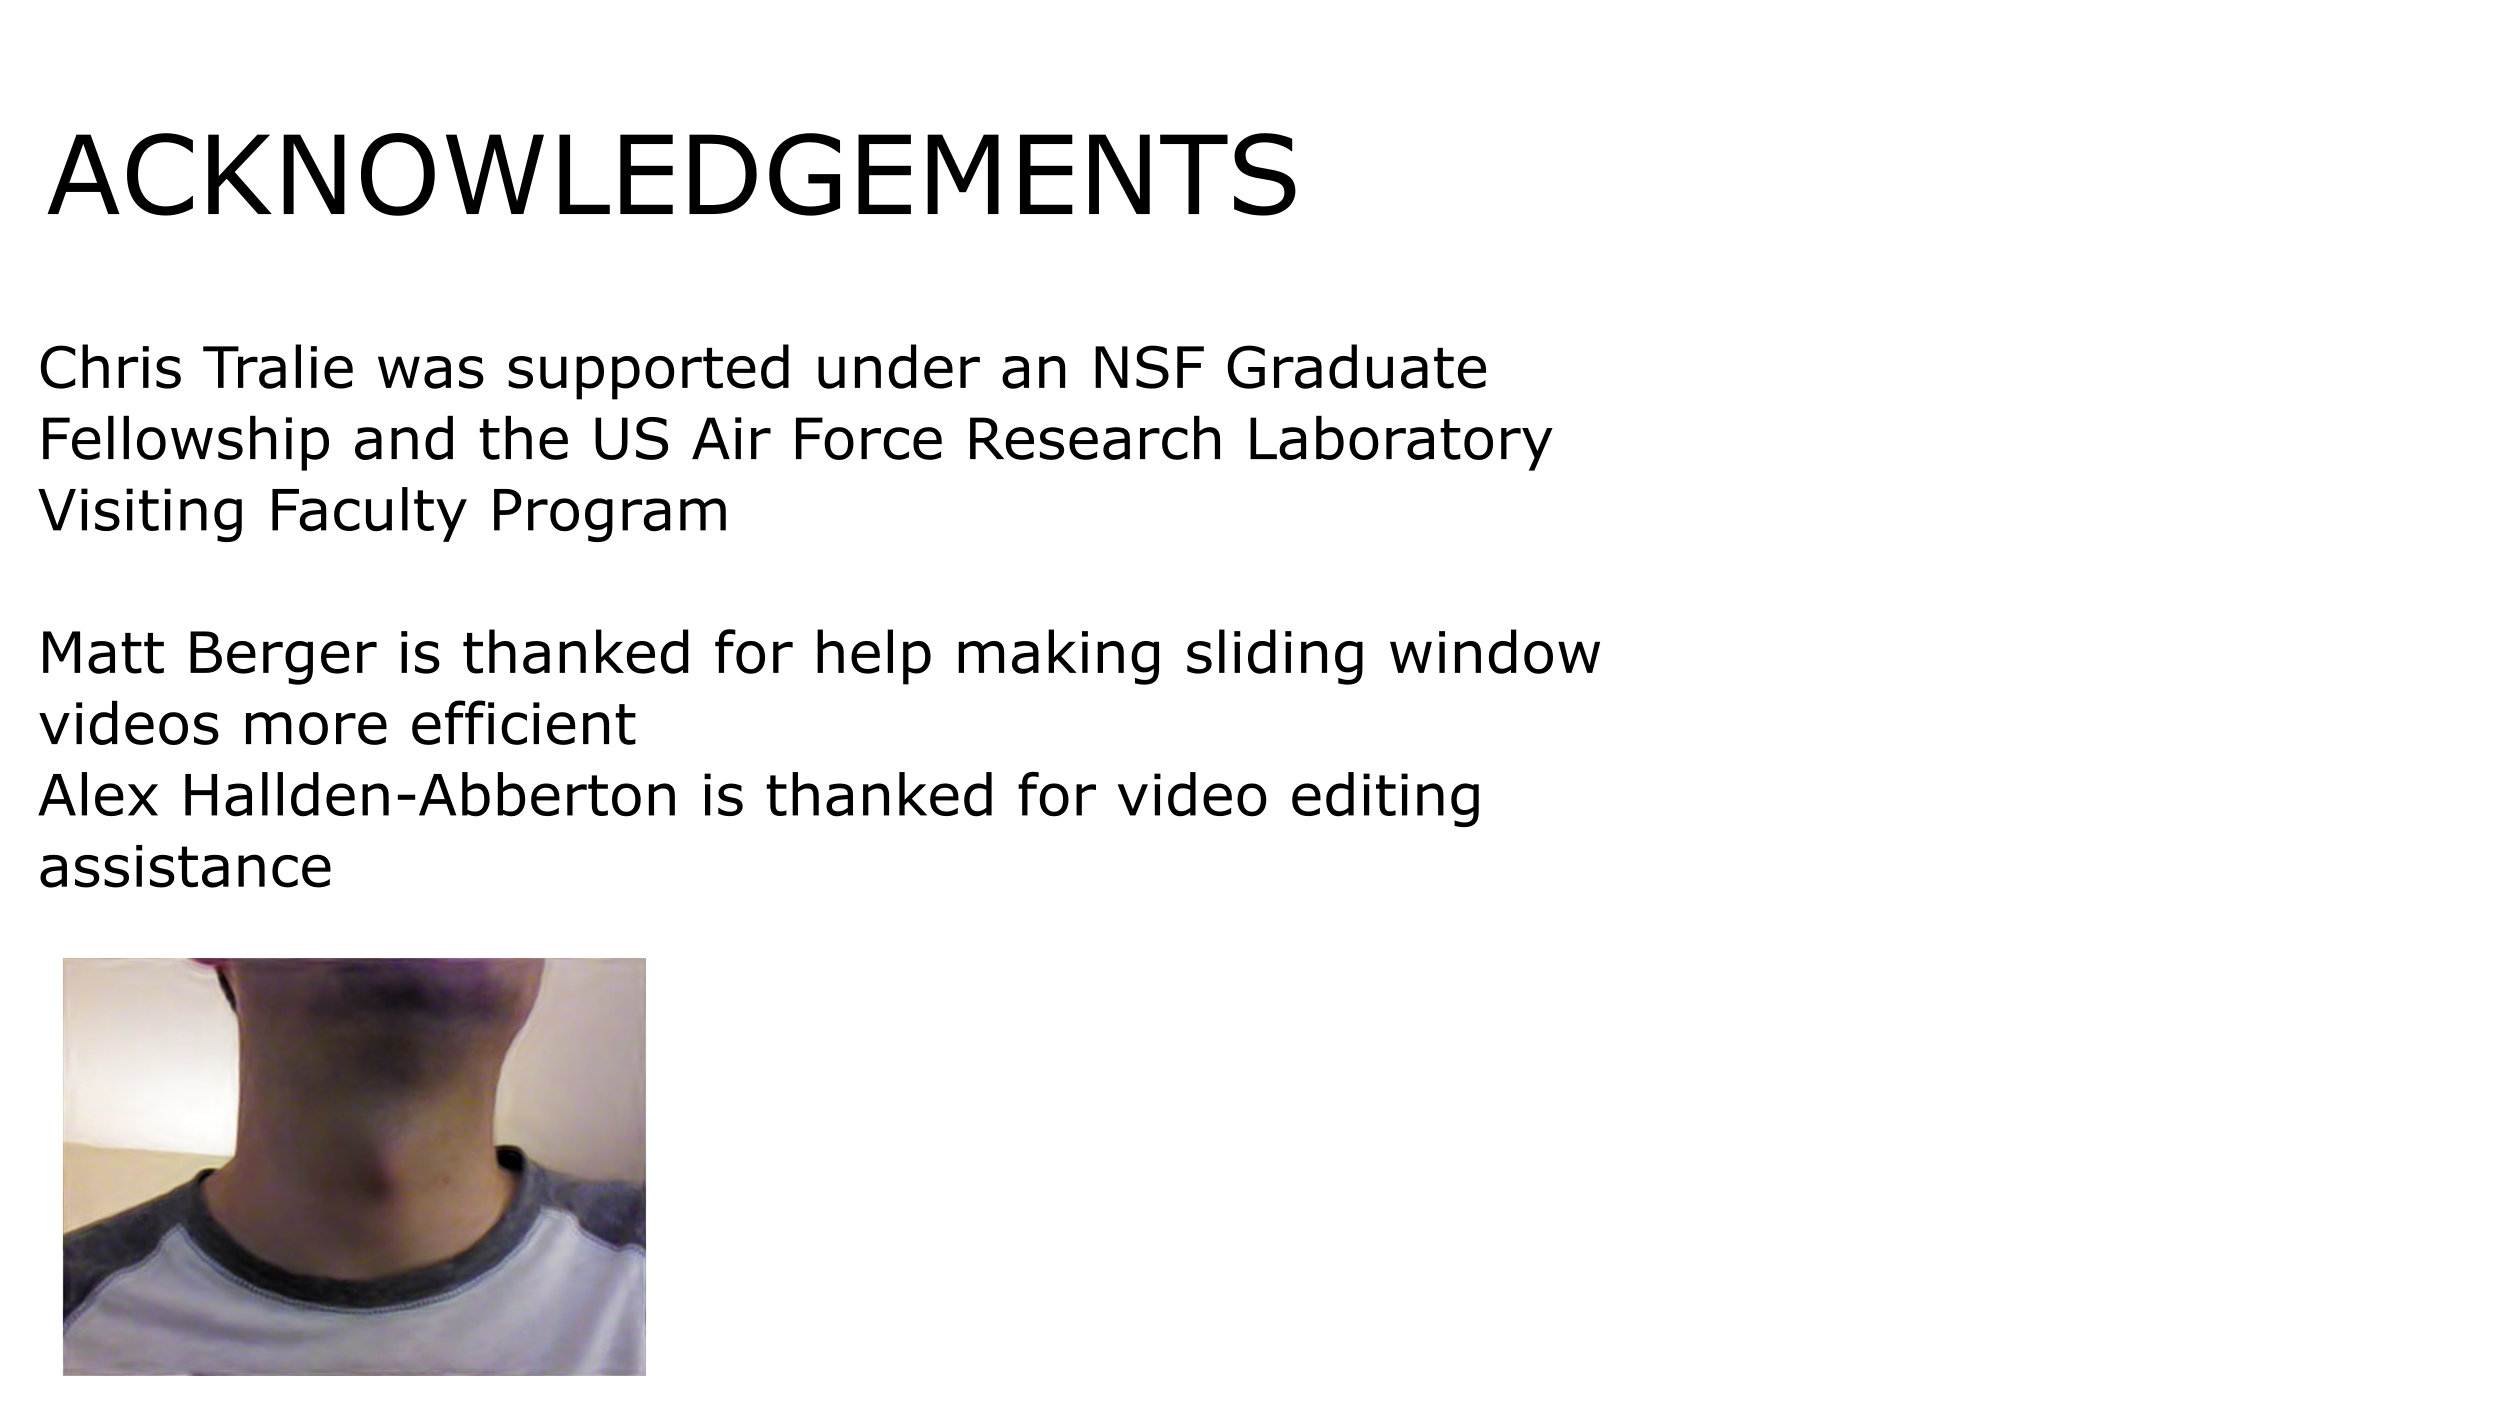 ACKNOWLEDGEMENTS
Chris Tralie was supported under an NSF Graduate
Fellowship and the US Air Force Research Laboratory
Visiting Faculty Program
Matt Berger is thanked for help making sliding window
videos more efficient
Alex Hallden-Abberton is thanked for video editing
assistance